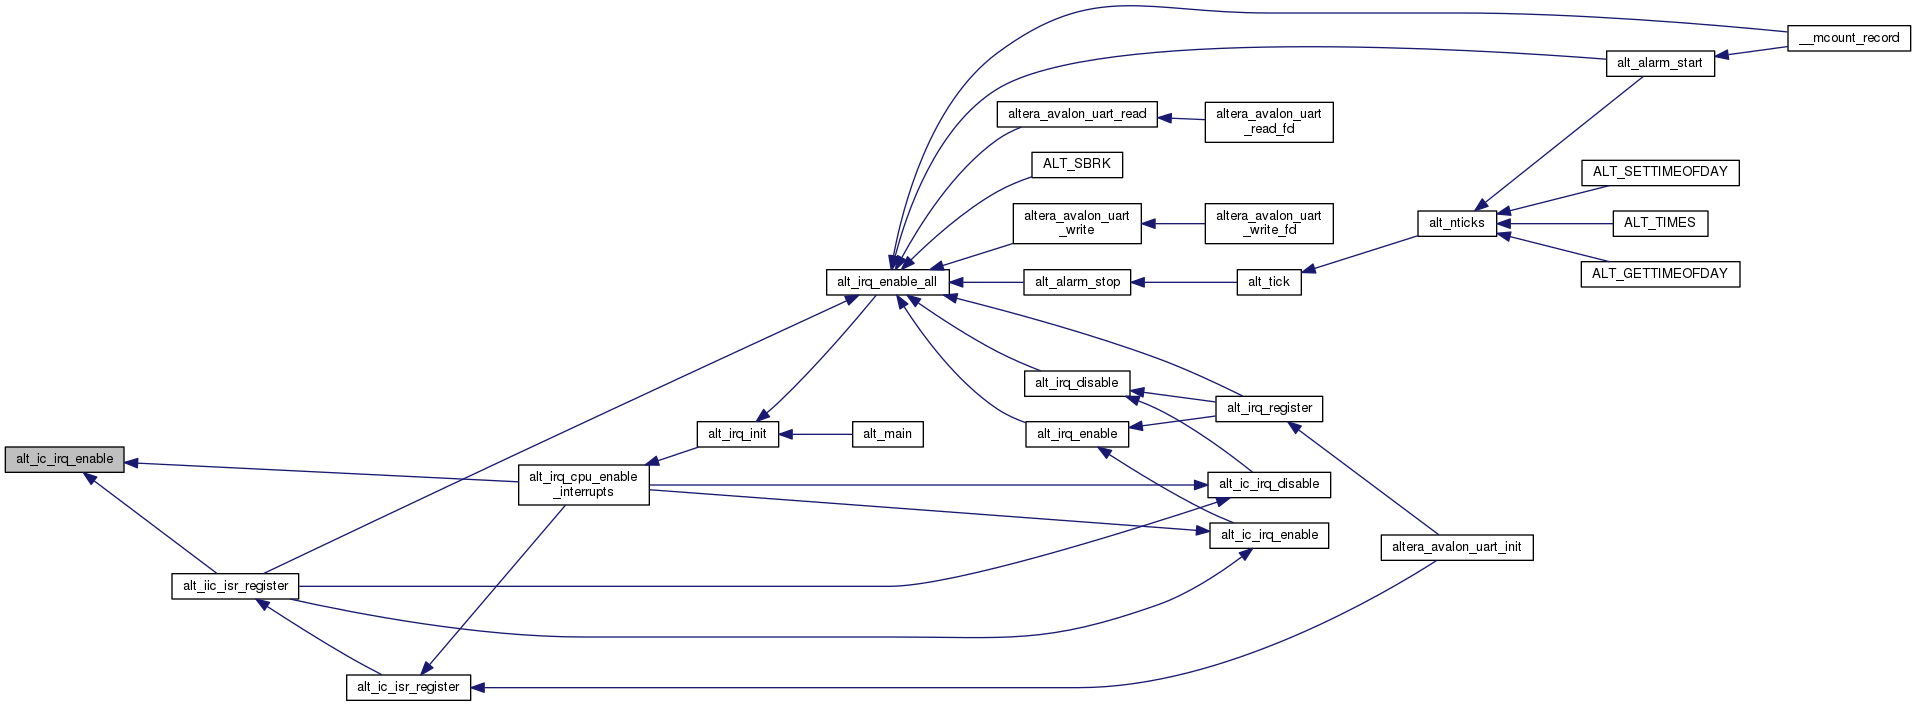 __mcount_record
alt_alarm_start
altera_avalon_uart_read
altera_avalon_uart
_read_fd
ALT_SBRK
ALT_SETTIMEOFDAY
altera_avalon_uart
_write
altera_avalon_uart
_write_fd
alt_nticks
ALT_TIMES
ALT_GETTIMEOFDAY
alt_irq_enable_all
alt_alarm_stop
alt_tick
alt_irq_disable
alt_irq_register
alt_irq_init
alt_main
alt_irq_enable
alt_ic_irq_enable
alt_irq_cpu_enable
_interrupts
alt_ic_irq_disable
alt_ic_irq_enable
altera_avalon_uart_init
alt_iic_isr_register
alt_ic_isr_register